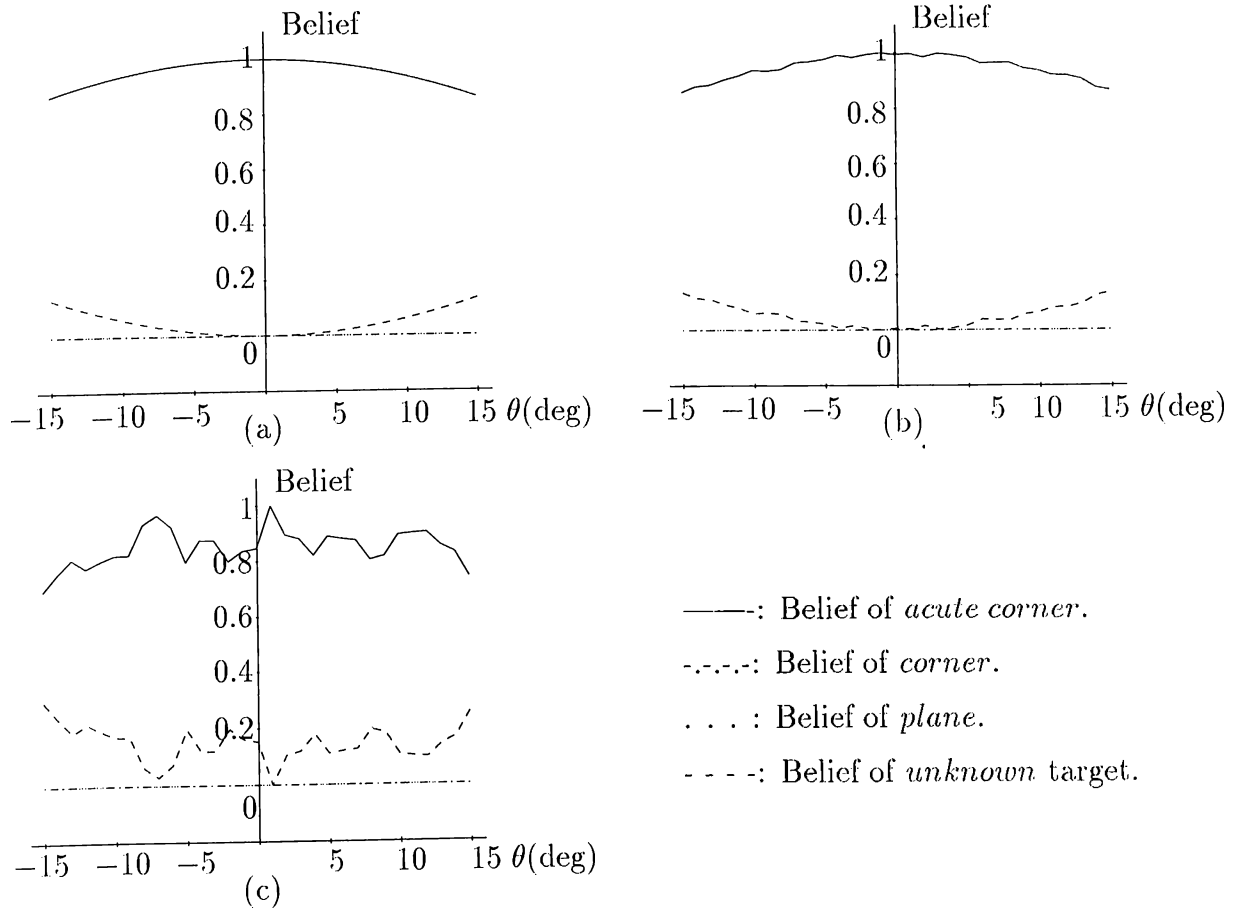 Belief
1
0.8
0.6
0.4
0.2
0
−15 −10 −5 5 10 15 θ(deg)
(a)
Belief
1
0.8
0.6
0.4
0.2
0
−15 −10 −5 5 10 15 θ(deg)
(b)
Belief
1
0.8
0.6
0.4
0.2
0
−15 −10 −5 5 10 15 θ(deg)
(c)
———-: Belief of acute corner.
-.-.-.-: Belief of corner.
. . . : Belief of plane.
- - - -: Belief of unknown target.